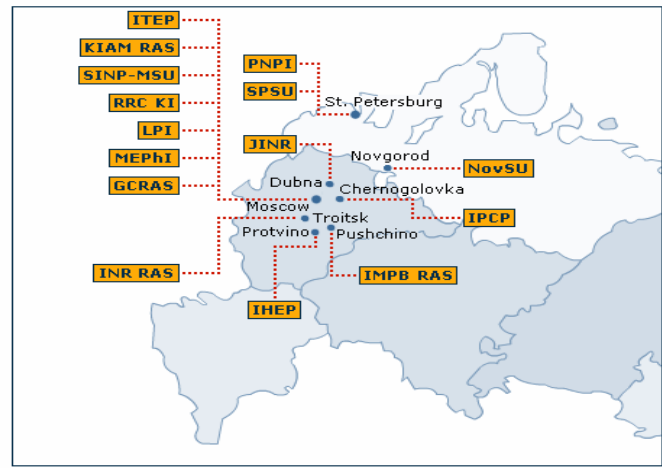 ITEP
KIAM RAS
SINP-MSU
RRC KI
LPI
MEPhI
GCRAS
PNPI
SPSU
St. Petersburg
JINR
Novgorod
NovSU
Dubna
Chernogolovka
Moscow
IPCP
Troitsk
Protvino
Pushchino
INR RAS
IMPB RAS
IHEP